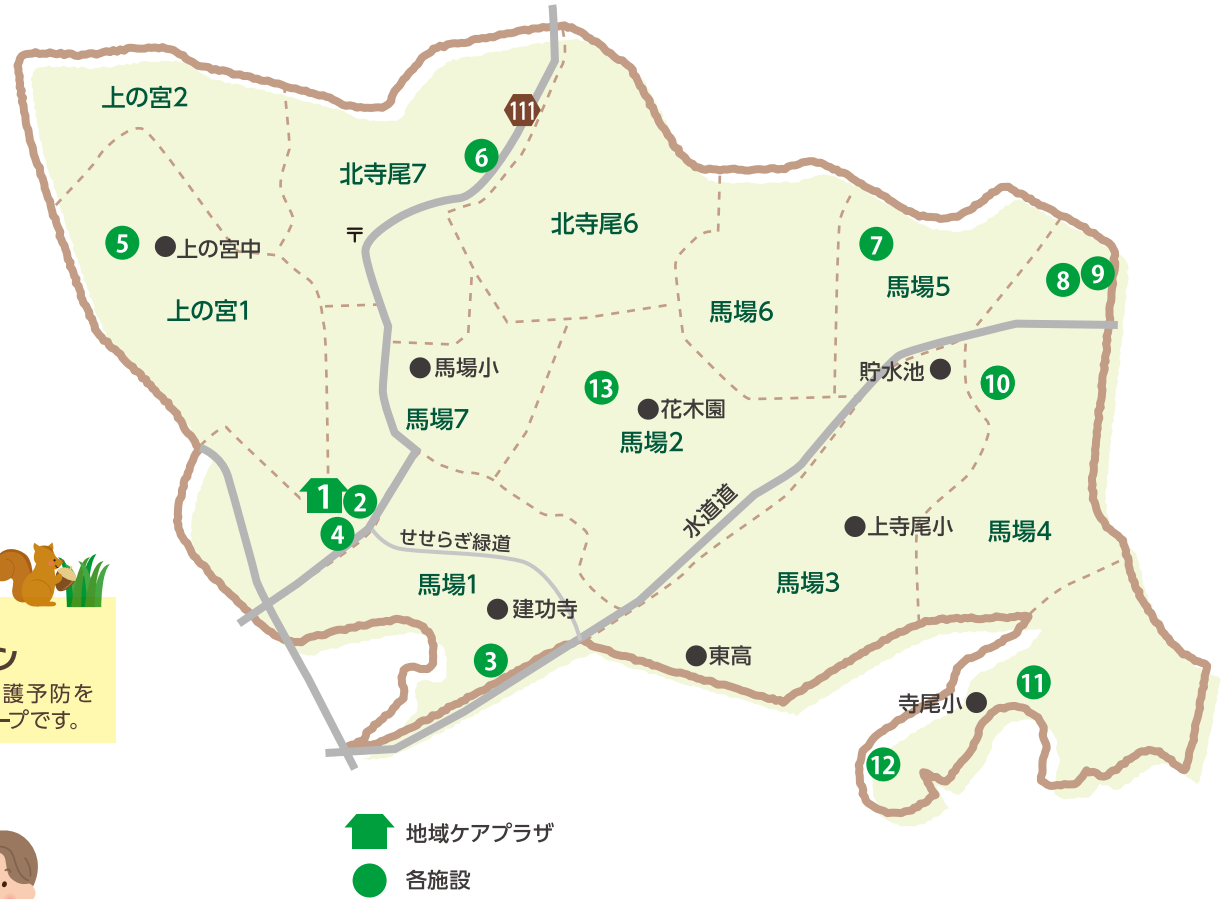 上の宮2
111
6
北寺尾7
北寺尾6
〒
5
上の宮中
7
8
9
馬場5
上の宮1
馬場6
馬場小
貯水池
10
13
花木園
馬場7
馬場2
1
2
4
水道道
上寺尾小
馬場4
せせらぎ緑道
馬場1
馬場3
建功寺
3
東高
11
寺尾小
12
ン
護予防を
ープです。
地域ケアプラザ
各施設